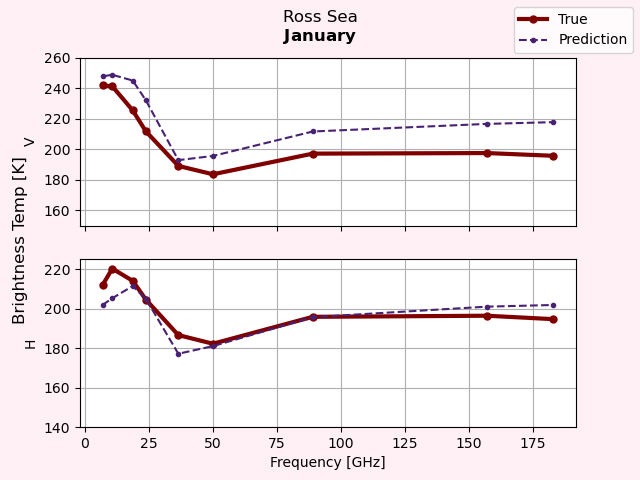 Ross Sea
January
True
Prediction
260
240
220
200
180
160
V
Brightness Temp [K]
220
200
180
160
140
H
0
25
50
75
100
125
150
175
Frequency [GHz]